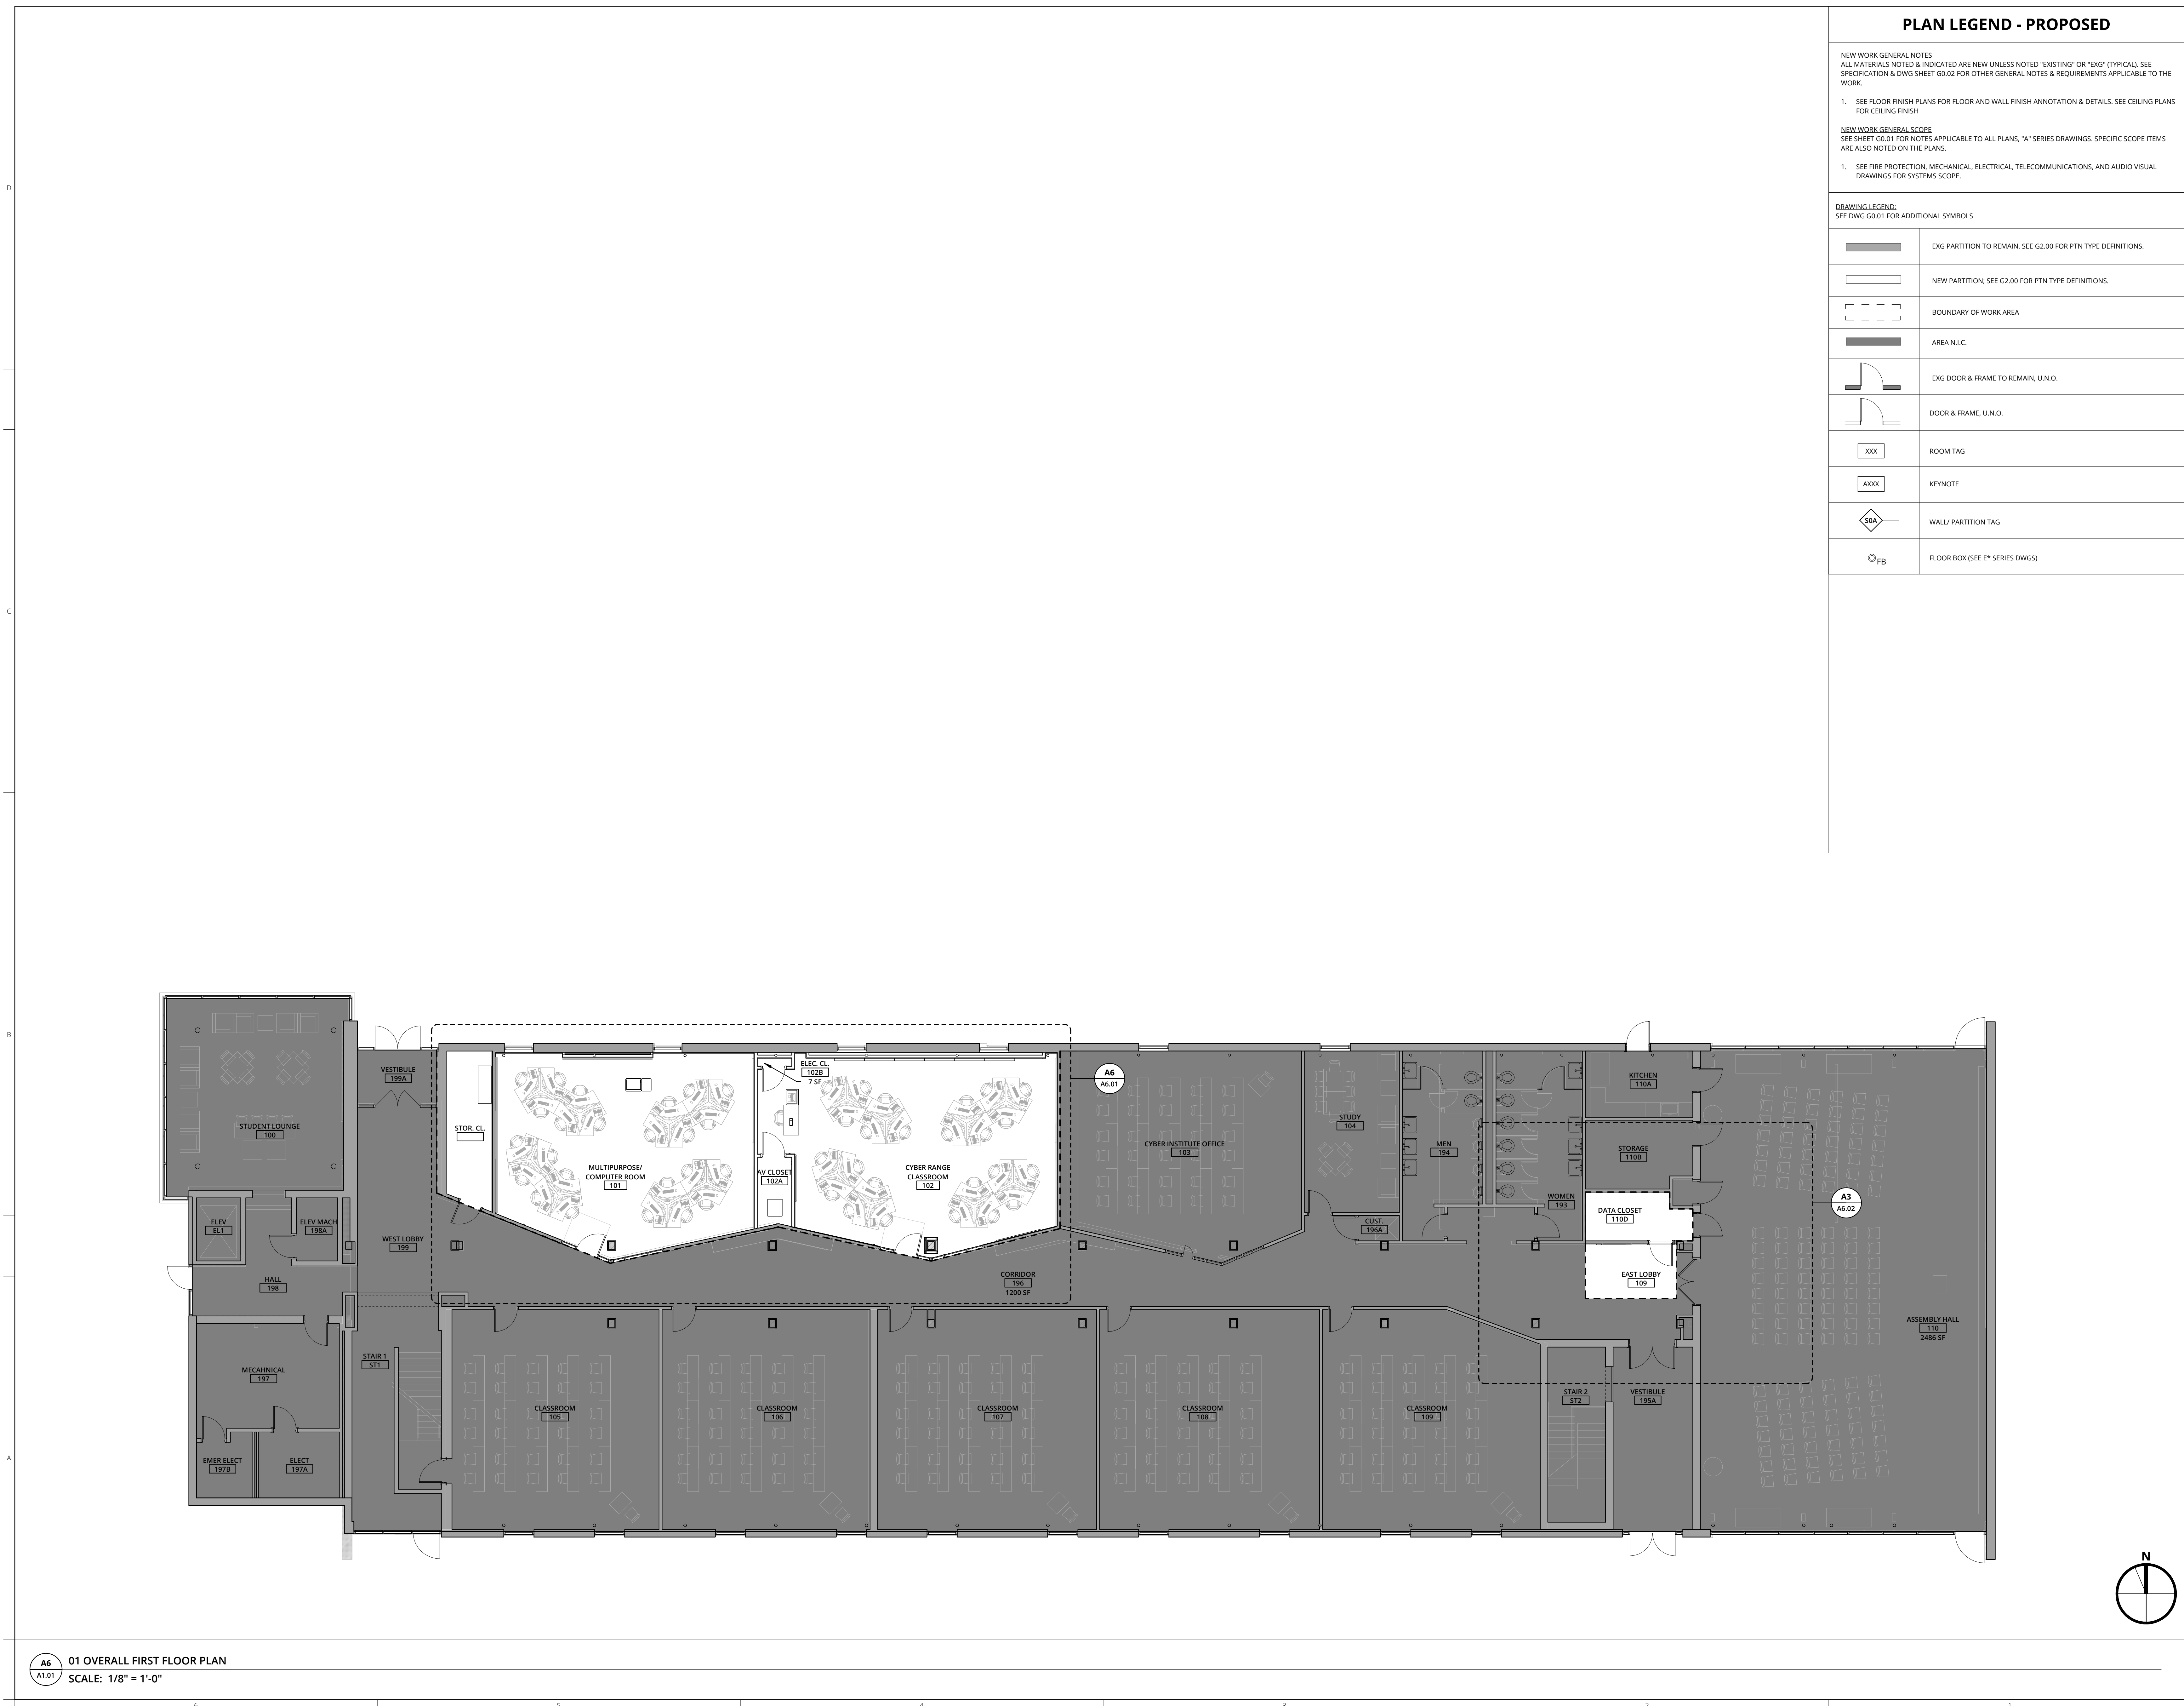 PLAN LEGEND - PROPOSED
NEW WORK GENERAL NOTES
ALL MATERIALS NOTED & INDICATED ARE NEW UNLESS NOTED "EXISTING" OR "EXG" (TYPICAL). SEE
SPECIFICATION & DWG SHEET G0.02 FOR OTHER GENERAL NOTES & REQUIREMENTS APPLICABLE TO THE
WORK.
1. SEE FLOOR FINISH PLANS FOR FLOOR AND WALL FINISH ANNOTATION & DETAILS. SEE CEILING PLANS
FOR CEILING FINISH
NEW WORK GENERAL SCOPE
SEE SHEET G0.01 FOR NOTES APPLICABLE TO ALL PLANS, "A" SERIES DRAWINGS. SPECIFIC SCOPE ITEMS
ARE ALSO NOTED ON THE PLANS.
1. SEE FIRE PROTECTION, MECHANICAL, ELECTRICAL, TELECOMMUNICATIONS, AND AUDIO VISUAL
DRAWINGS FOR SYSTEMS SCOPE.
DRAWING LEGEND:
SEE DWG G0.01 FOR ADDITIONAL SYMBOLS
EXG PARTITION TO REMAIN. SEE G2.00 FOR PTN TYPE DEFINITIONS.
NEW PARTITION; SEE G2.00 FOR PTN TYPE DEFINITIONS.
BOUNDARY OF WORK AREA
AREA N.I.C.
EXG DOOR & FRAME TO REMAIN, U.N.O.
DOOR & FRAME, U.N.O.
XXX ROOM TAG
AXXX KEYNOTE
S0A WALL/ PARTITION TAG
FB FLOOR BOX (SEE E* SERIES DWGS)
D
C
B
A
STUDENT LOUNGE
100
VESTIBULE
199A
STOR. CL.
MULTIPURPOSE/
COMPUTER ROOM
101
ELEC. CL.
102B
7 SF
AV CLOSET
102A
CYBER RANGE
CLASSROOM
102
A6
A6.01
CYBER INSTITUTE OFFICE
103
STUDY
104
MEN
194
WOMEN
193
CUST.
196A
KITCHEN
110A
STORAGE
110B
DATA CLOSET
110D
EAST LOBBY
109
A3
A6.02
ASSEMBLY HALL
110
2486 SF
ELEV
EL1
ELEV MACH
198A
WEST LOBBY
199
HALL
198
CORRIDOR
196
1200 SF
MECAHNICAL
197
STAIR 1
ST1
EMER ELECT
197B
ELECT
197A
CLASSROOM
105
CLASSROOM
106
CLASSROOM
107
CLASSROOM
108
CLASSROOM
109
STAIR 2
ST2
VESTIBULE
195A
N
A6
A1.01
01 OVERALL FIRST FLOOR PLAN
SCALE: 1/8" = 1'-0"